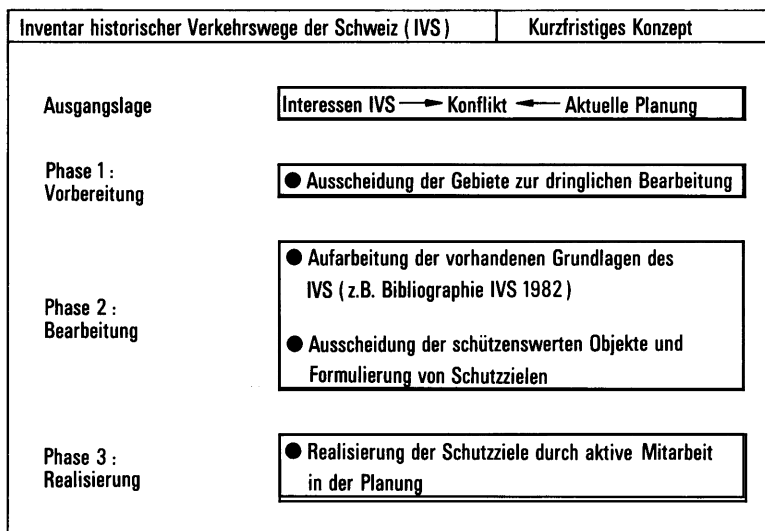 Inventar historischer Verkehrswege der Schweiz ( IVS ) Kurzfristiges Konzept
Ausgangslage Interessen IVS → Konflikt ← Aktuelle Planung
Phase 1 :
Vorbereitung
● Ausscheidung der Gebiete zur dringlichen Bearbeitung
Phase 2 :
Bearbeitung
● Aufarbeitung der vorhandenen Grundlagen des
IVS ( z.B. Bibliographie IVS 1982 )
● Ausscheidung der schützenswerten Objekte und
Formulierung von Schutzzielen
Phase 3 :
Realisierung
● Realisierung der Schutzziele durch aktive Mitarbeit
in der Planung